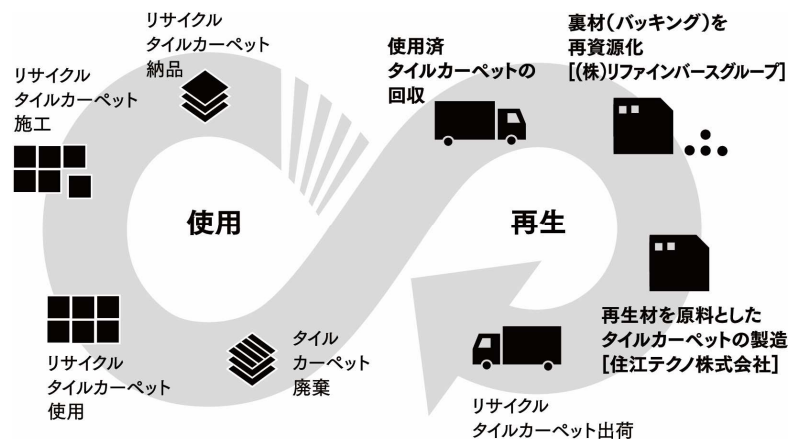 リサイクル
タイルカーペット
納品
リサイクル
タイルカーペット
施工
使用
リサイクル
タイルカーペット
使用
タイル
カーペット
廃棄
使用済
タイルカーペットの
回収
裏材（バッキング）を
再資源化
[（株）リファインバースグループ]
再生
再生材を原料とした
タイルカーペットの製造
[住江テクノ株式会社]
リサイクル
タイルカーペット出荷